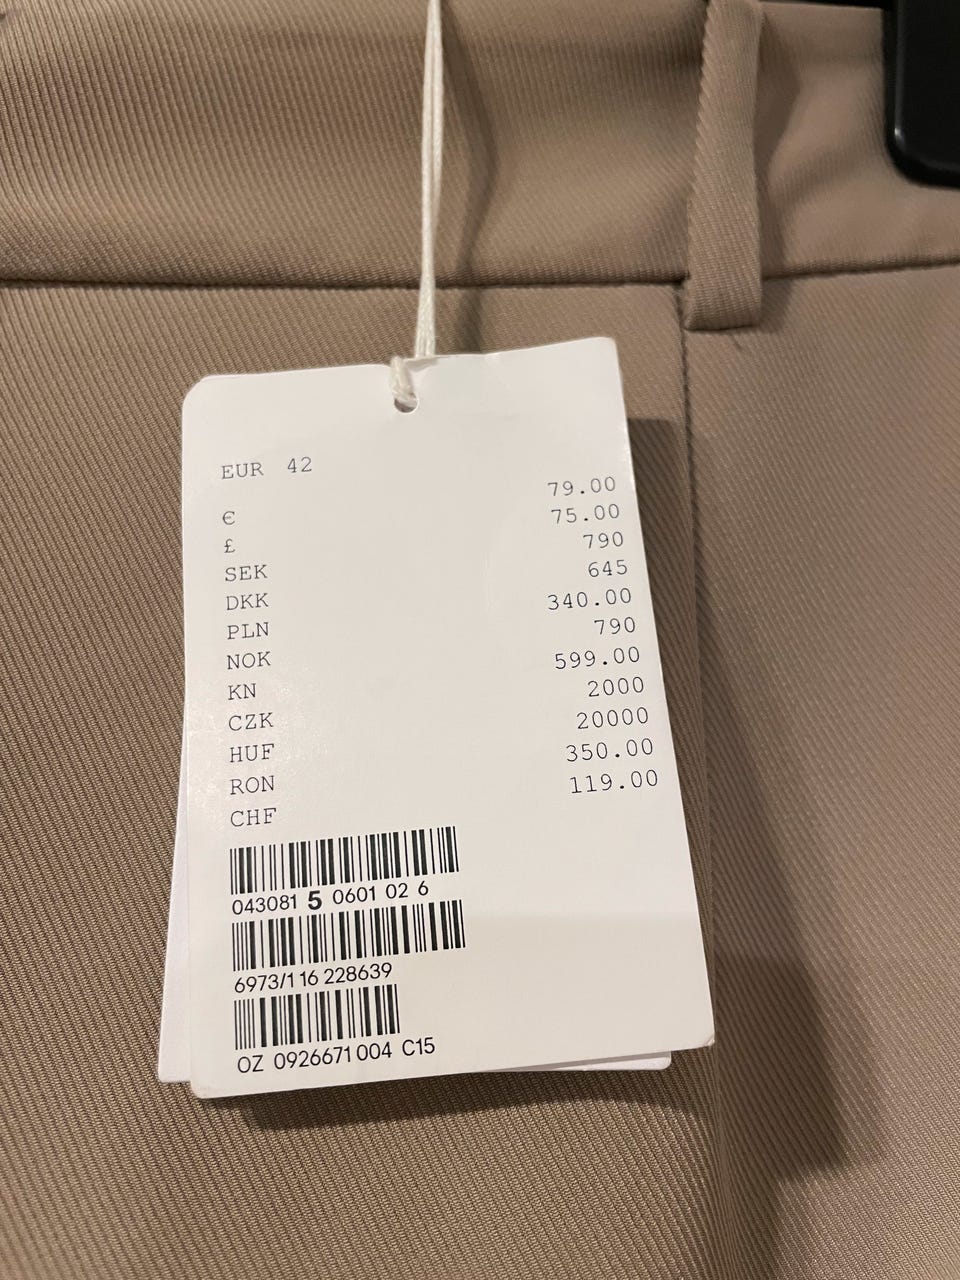 EUR 42
€ 79.00
£ 75.00
SEK 790
DKK 645
PLN 340.00
NOK 790
KN 599.00
CZK 2000
HUF 20000
RON 350.00
CHF 119.00
043081 5 0601 02 6
6973/1 16 228639
OZ 0926671 004 C15